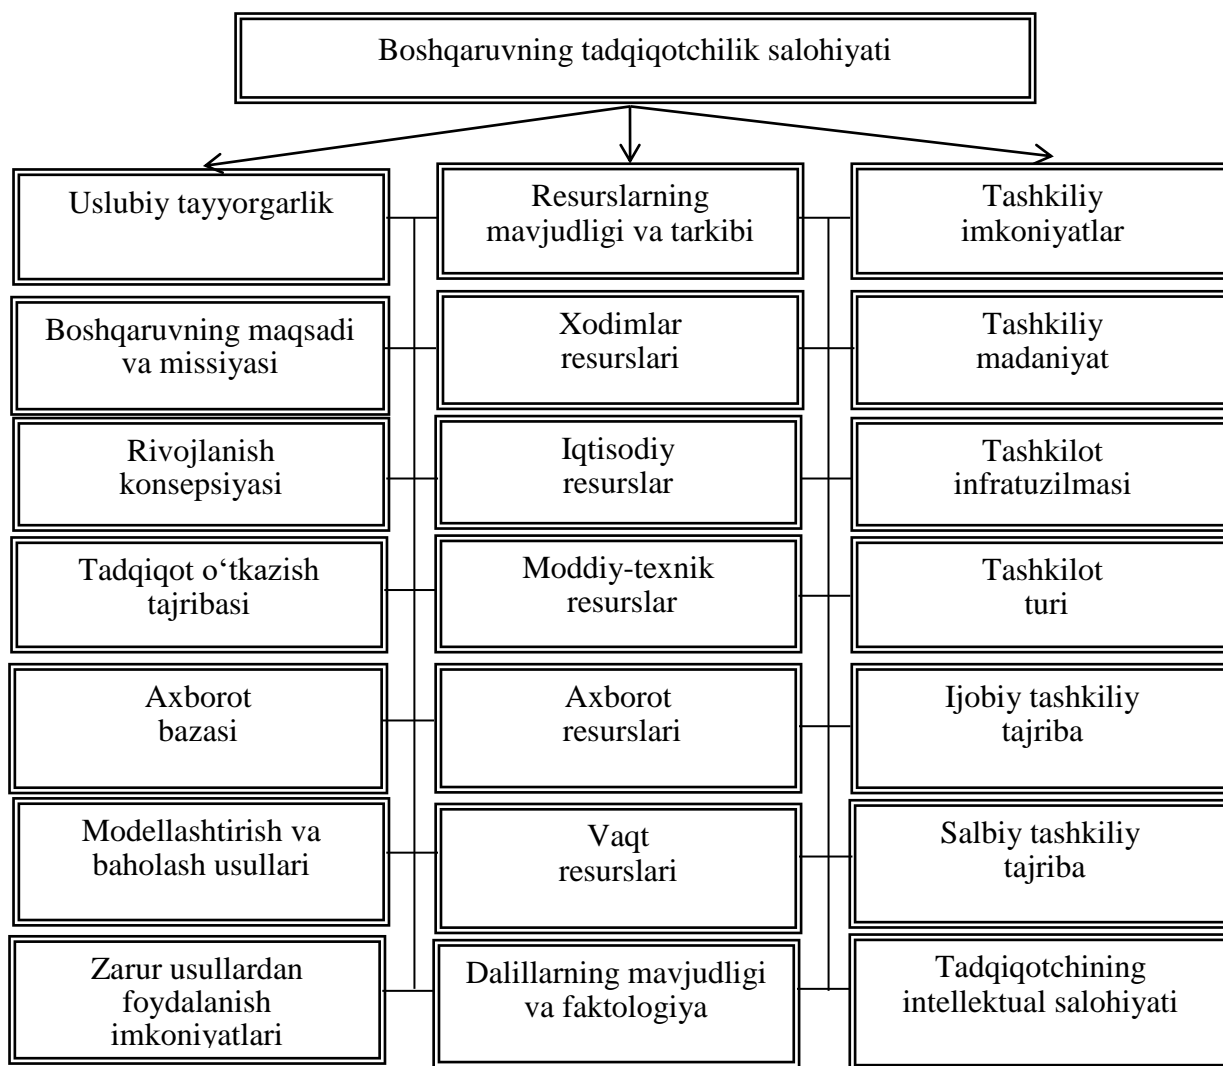 Boshqaruvning tadqiqotchilik salohiyati
Uslubiy tayyorgarlik
Resurslarning
mavjudligi va tarkibi
Tashkiliy
imkoniyatlar
Boshqaruvning maqsadi
va missiyasi
Xodimlar
resurslari
Tashkiliy
madaniyat
Rivojlanish
konsepsiyasi
Iqtisodiy
resurslar
Tashkilot
infratuzilmasi
Tadqiqot o‘tkazish
tajribasi
Moddiy-texnik
resurslar
Tashkilot
turi
Axborot
bazasi
Axborot
resurslari
Ijobiy tashkiliy
tajriba
Modellashtirish va
baholash usullari
Vaqt
resurslari
Salbiy tashkiliy
tajriba
Zarur usullardan
foydalanish
imkoniyatlari
Dalillarning mavjudligi
va faktologiya
Tadqiqotchining
intellektual salohiyati